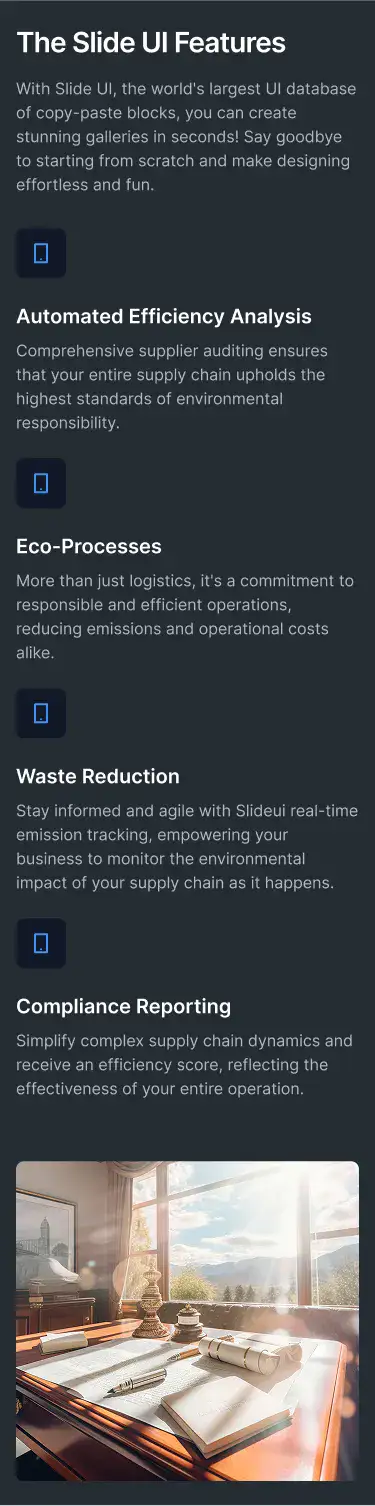 The Slide UI Features
With Slide UI, the world's largest UI database
of copy-paste blocks, you can create
stunning galleries in seconds! Say goodbye
to starting from scratch and make designing
effortless and fun.
Automated Efficiency Analysis
Comprehensive supplier auditing ensures
that your entire supply chain upholds the
highest standards of environmental
responsibility.
Eco-Processes
More than just logistics, it's a commitment to
responsible and efficient operations,
reducing emissions and operational costs
alike.
Waste Reduction
Stay informed and agile with Slideui real-time
emission tracking, empowering your
business to monitor the environmental
impact of your supply chain as it happens.
Compliance Reporting
Simplify complex supply chain dynamics and
receive an efficiency score, reflecting the
effectiveness of your entire operation.